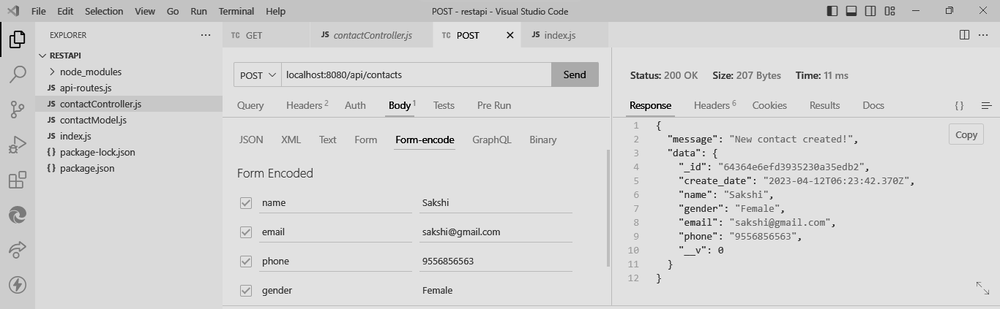 File Edit Selection View Go Run Terminal Help POST - restapi - Visual Studio Code
EXPLORER ···
RESTAPI
node_modules
JS api-routes.js
JS contactController.js
JS contactModel.js
JS index.js
{} package-lock.json
{} package.json
TC GET JS contactController.js TC POST JS index.js ···
POST localhost:8080/api/contacts Send
Query Headers 2 Auth Body 1 Tests Pre Run
JSON XML Text Form Form-encode GraphQL Binary
Form Encoded
name Sakshi
email sakshi@gmail.com
phone 9556856563
gender Female
Status: 200 OK Size: 207 Bytes Time: 11 ms
Response Headers 6 Cookies Results Docs {}
Copy
1 {
2 "message": "New contact created!",
3 "data": {
4 "_id": "64364e6efd3935230a35edb2",
5 "create_date": "2023-04-12T06:23:42.370Z",
6 "name": "Sakshi",
7 "gender": "Female",
8 "email": "sakshi@gmail.com",
9 "phone": "9556856563",
10 "__v": 0
11 }
12 }